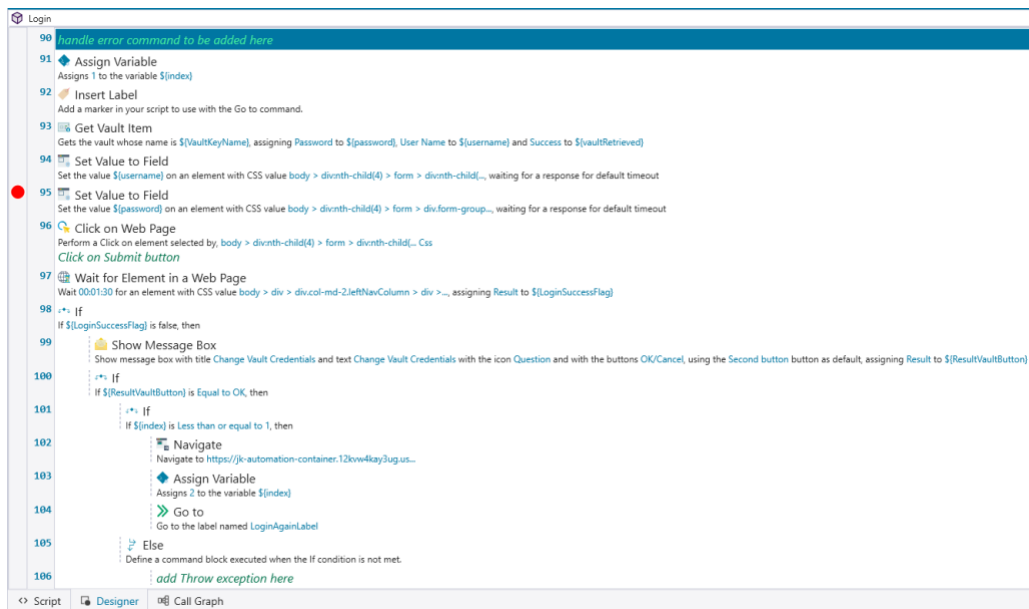 Login
90 handle error command to be added here
91 Assign Variable
Assigns 1 to the variable ${index}
92 Insert Label
Add a marker in your script to use with the Go to command.
93 Get Vault Item
Gets the vault whose name is ${VaultKeyName}, assigning Password to ${password}, User Name to ${username} and Success to ${vaultRetrieved}
94 Set Value to Field
Set the value ${username} on an element with CSS value body > div:nth-child(4) > form > div:nth-child(..., waiting for a response for default timeout
95 Set Value to Field
Set the value ${password} on an element with CSS value body > div:nth-child(4) > form > div.form-group..., waiting for a response for default timeout
96 Click on Web Page
Perform a Click on element selected by, body > div:nth-child(4) > form > div:nth-child(... Css
Click on Submit button
97 Wait for Element in a Web Page
Wait 00:01:30 for an element with CSS value body > div > div.col-md-2.leftNavColumn > div >..., assigning Result to ${LoginSuccessFlag}
98 If
If ${LoginSuccessFlag} is false, then
99 Show Message Box
Show message box with title Change Vault Credentials and text Change Vault Credentials with the icon Question and with the buttons OK/Cancel, using the Second button button as default, assigning Result to ${ResultVaultButton}
100 If
If ${ResultVaultButton} is Equal to OK, then
101 If
If ${index} is Less than or equal to 1, then
102 Navigate
Navigate to https://jk-automation-container.12kvw4kay3ug.us...
103 Assign Variable
Assigns 2 to the variable ${index}
104 Go to
Go to the label named LoginAgainLabel
105 Else
Define a command block executed when the If condition is not met.
106 add Throw exception here
Script Designer Call Graph